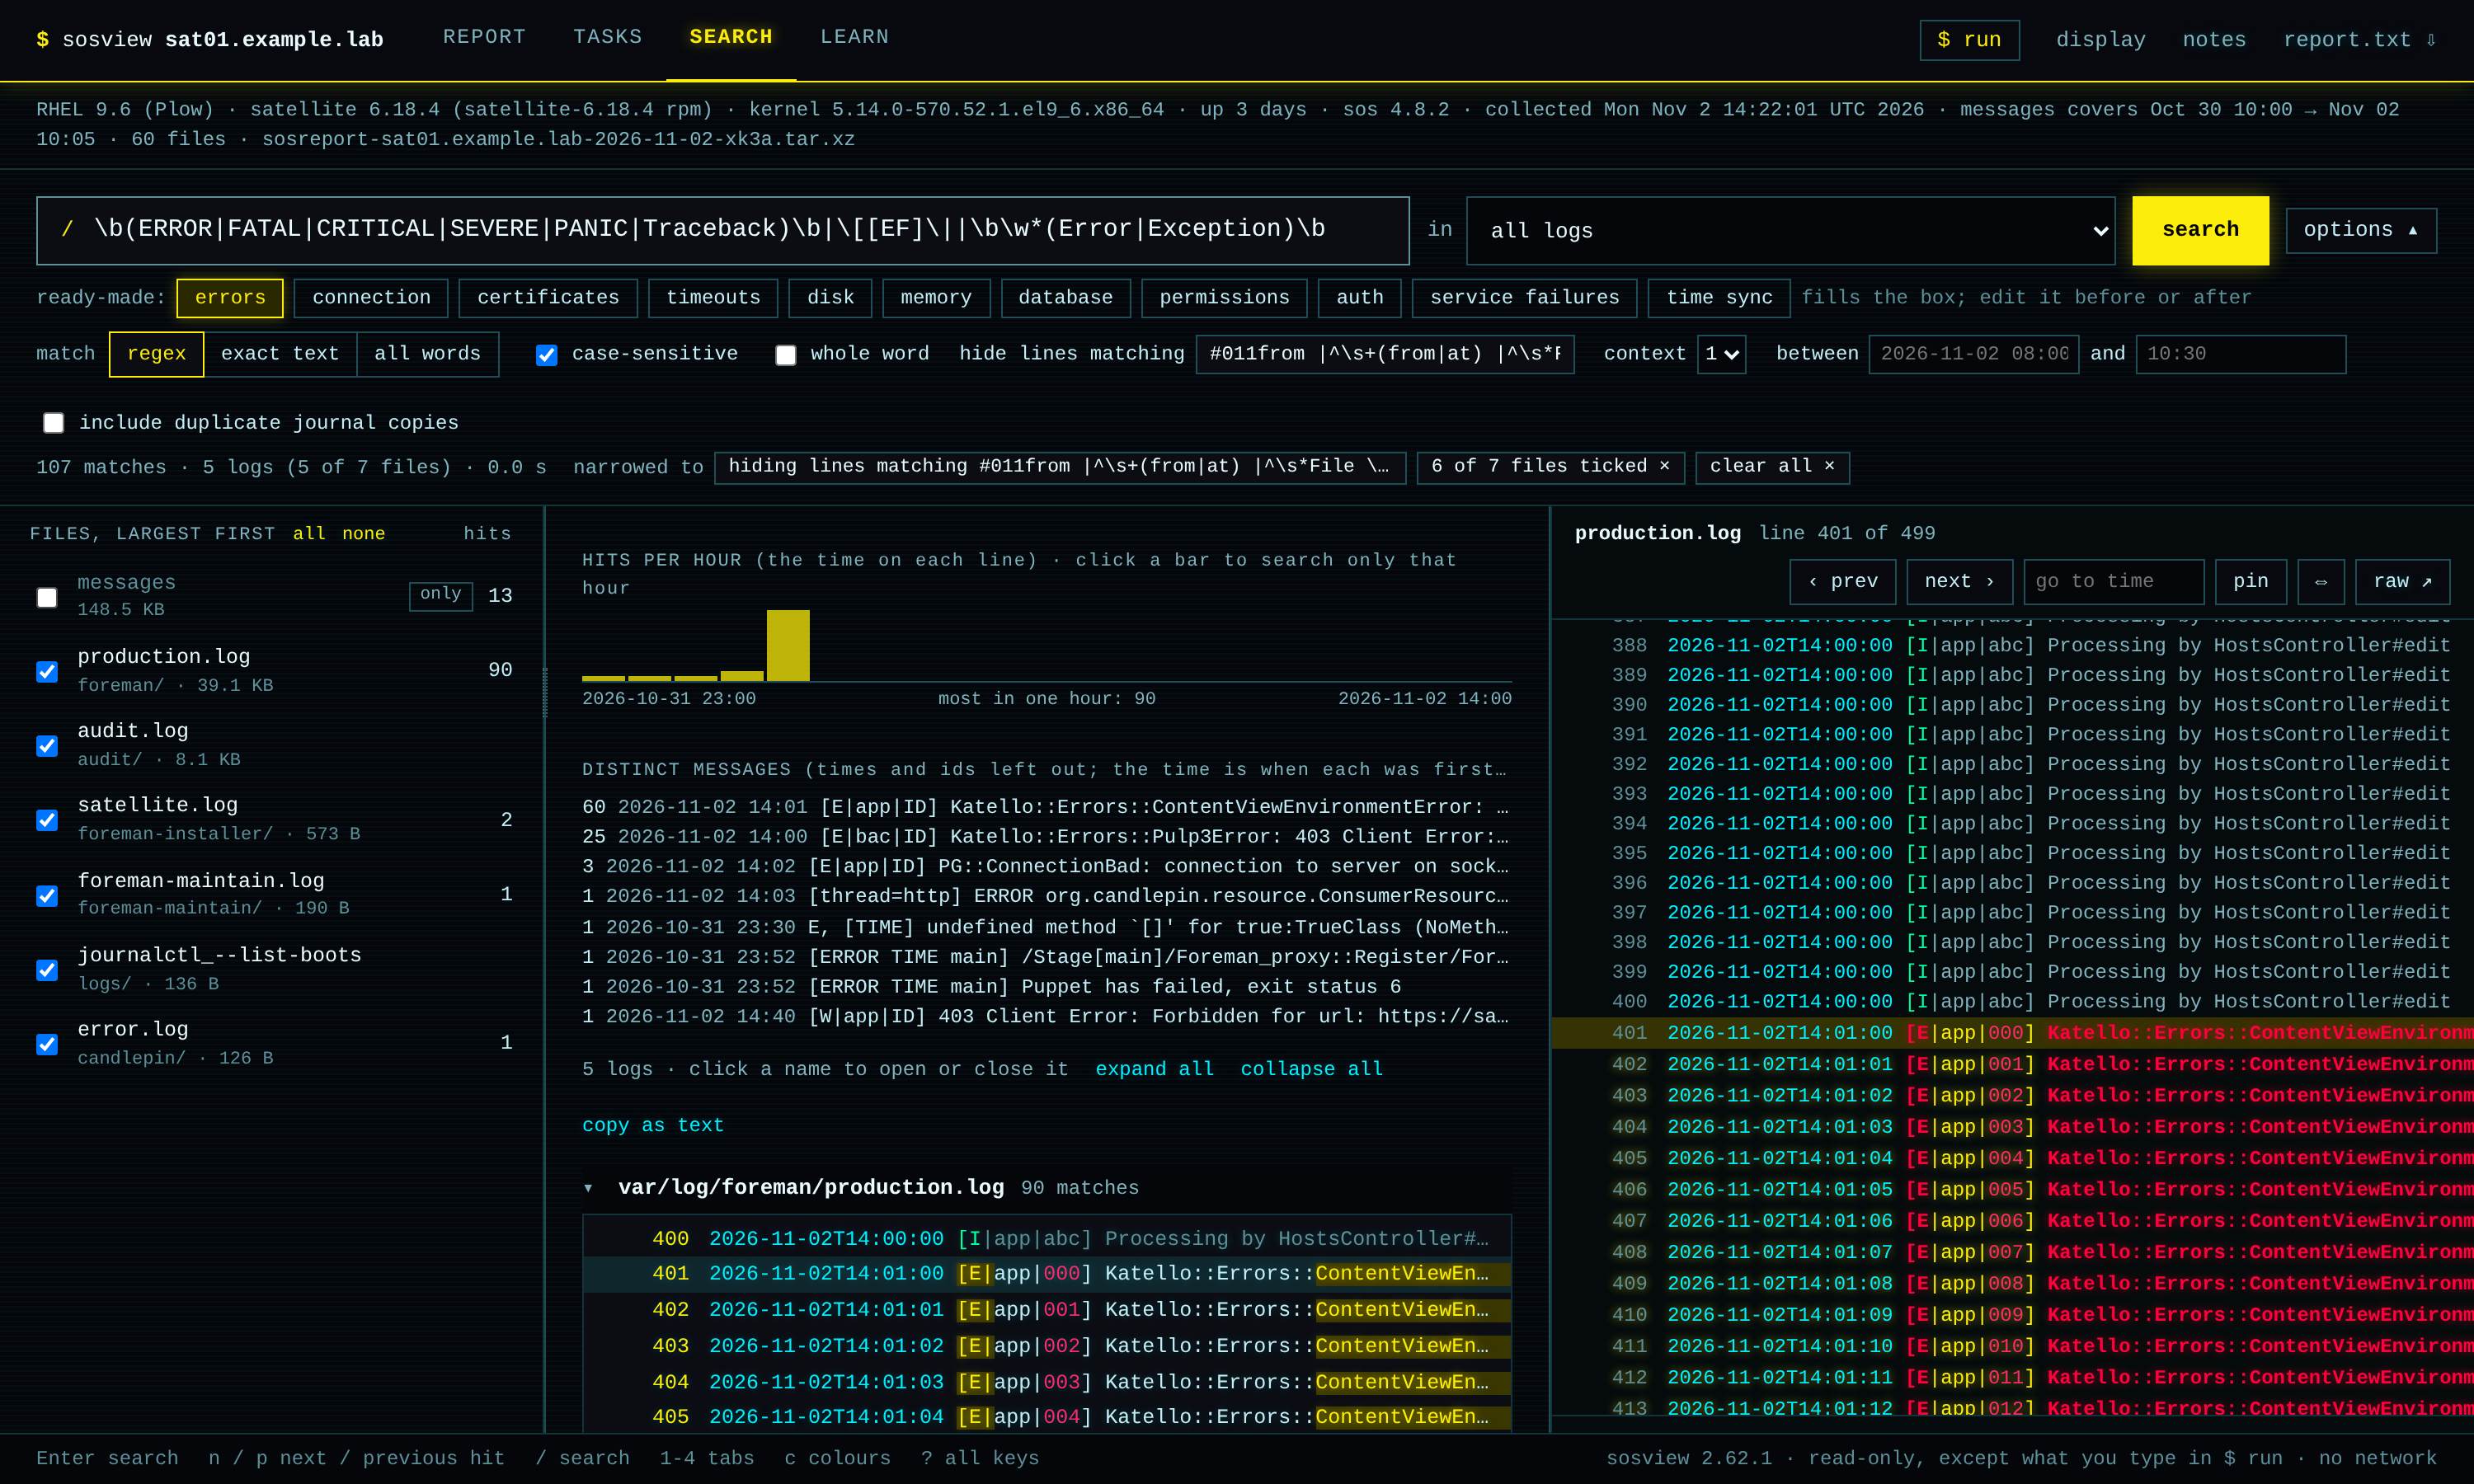 $ sosview sat01.example.lab REPORT TASKS SEARCH LEARN $ run display notes report.txt ⇩
RHEL 9.6 (Plow) · satellite 6.18.4 (satellite-6.18.4 rpm) · kernel 5.14.0-570.52.1.el9_6.x86_64 · up 3 days · sos 4.8.2 · collected Mon Nov 2 14:22:01 UTC 2026 · messages covers Oct 30 10:00 → Nov 02
10:05 · 60 files · sosreport-sat01.example.lab-2026-11-02-xk3a.tar.xz
/ \b(ERROR|FATAL|CRITICAL|SEVERE|PANIC|Traceback)\b|\[[EF]\||\b\w*(Error|Exception)\b in all logs search options ▴
ready-made: errors connection certificates timeouts disk memory database permissions auth service failures time sync fills the box; edit it before or after
match regex exact text all words case-sensitive whole word hide lines matching #011from |^\s+(from|at) |^\s*F context 1 between 2026-11-02 08:00 and 10:30
include duplicate journal copies
107 matches · 5 logs (5 of 7 files) · 0.0 s narrowed to hiding lines matching #011from |^\s+(from|at) |^\s*File \… 6 of 7 files ticked × clear all ×
FILES, LARGEST FIRST all none hits
messages only 13
148.5 KB
production.log 90
foreman/ · 39.1 KB
audit.log
audit/ · 8.1 KB
satellite.log 2
foreman-installer/ · 573 B
foreman-maintain.log 1
foreman-maintain/ · 190 B
journalctl_--list-boots
logs/ · 136 B
error.log 1
candlepin/ · 126 B
HITS PER HOUR (the time on each line) · click a bar to search only that
hour
2026-10-31 23:00 most in one hour: 90 2026-11-02 14:00
DISTINCT MESSAGES (times and ids left out; the time is when each was first…
60 2026-11-02 14:01 [E|app|ID] Katello::Errors::ContentViewEnvironmentError: …
25 2026-11-02 14:00 [E|bac|ID] Katello::Errors::Pulp3Error: 403 Client Error:…
3 2026-11-02 14:02 [E|app|ID] PG::ConnectionBad: connection to server on sock…
1 2026-11-02 14:03 [thread=http] ERROR org.candlepin.resource.ConsumerResourc…
1 2026-10-31 23:30 E, [TIME] undefined method `[]' for true:TrueClass (NoMeth…
1 2026-10-31 23:52 [ERROR TIME main] /Stage[main]/Foreman_proxy::Register/For…
1 2026-10-31 23:52 [ERROR TIME main] Puppet has failed, exit status 6
1 2026-11-02 14:40 [W|app|ID] 403 Client Error: Forbidden for url: https://sa…
5 logs · click a name to open or close it expand all collapse all
copy as text
▾ var/log/foreman/production.log 90 matches
400 2026-11-02T14:00:00 [I|app|abc] Processing by HostsController#…
401 2026-11-02T14:01:00 [E|app|000] Katello::Errors::ContentViewEn…
402 2026-11-02T14:01:01 [E|app|001] Katello::Errors::ContentViewEn…
403 2026-11-02T14:01:02 [E|app|002] Katello::Errors::ContentViewEn…
404 2026-11-02T14:01:03 [E|app|003] Katello::Errors::ContentViewEn…
405 2026-11-02T14:01:04 [E|app|004] Katello::Errors::ContentViewEn…
production.log line 401 of 499
‹ prev next › go to time pin ⇔ raw ↗
388 2026-11-02T14:00:00 [I|app|abc] Processing by HostsController#edit
389 2026-11-02T14:00:00 [I|app|abc] Processing by HostsController#edit
390 2026-11-02T14:00:00 [I|app|abc] Processing by HostsController#edit
391 2026-11-02T14:00:00 [I|app|abc] Processing by HostsController#edit
392 2026-11-02T14:00:00 [I|app|abc] Processing by HostsController#edit
393 2026-11-02T14:00:00 [I|app|abc] Processing by HostsController#edit
394 2026-11-02T14:00:00 [I|app|abc] Processing by HostsController#edit
395 2026-11-02T14:00:00 [I|app|abc] Processing by HostsController#edit
396 2026-11-02T14:00:00 [I|app|abc] Processing by HostsController#edit
397 2026-11-02T14:00:00 [I|app|abc] Processing by HostsController#edit
398 2026-11-02T14:00:00 [I|app|abc] Processing by HostsController#edit
399 2026-11-02T14:00:00 [I|app|abc] Processing by HostsController#edit
400 2026-11-02T14:00:00 [I|app|abc] Processing by HostsController#edit
401 2026-11-02T14:01:00 [E|app|000] Katello::Errors::ContentViewEnvironm
402 2026-11-02T14:01:01 [E|app|001] Katello::Errors::ContentViewEnvironm
403 2026-11-02T14:01:02 [E|app|002] Katello::Errors::ContentViewEnvironm
404 2026-11-02T14:01:03 [E|app|003] Katello::Errors::ContentViewEnvironm
405 2026-11-02T14:01:04 [E|app|004] Katello::Errors::ContentViewEnvironm
406 2026-11-02T14:01:05 [E|app|005] Katello::Errors::ContentViewEnvironm
407 2026-11-02T14:01:06 [E|app|006] Katello::Errors::ContentViewEnvironm
408 2026-11-02T14:01:07 [E|app|007] Katello::Errors::ContentViewEnvironm
409 2026-11-02T14:01:08 [E|app|008] Katello::Errors::ContentViewEnvironm
410 2026-11-02T14:01:09 [E|app|009] Katello::Errors::ContentViewEnvironm
411 2026-11-02T14:01:10 [E|app|010] Katello::Errors::ContentViewEnvironm
412 2026-11-02T14:01:11 [E|app|011] Katello::Errors::ContentViewEnvironm
413 2026-11-02T14:01:12 [E|app|012] Katello::Errors::ContentViewEnvironm
Enter search n / p next / previous hit / search 1-4 tabs c colours ? all keys sosview 2.62.1 · read-only, except what you type in $ run · no network